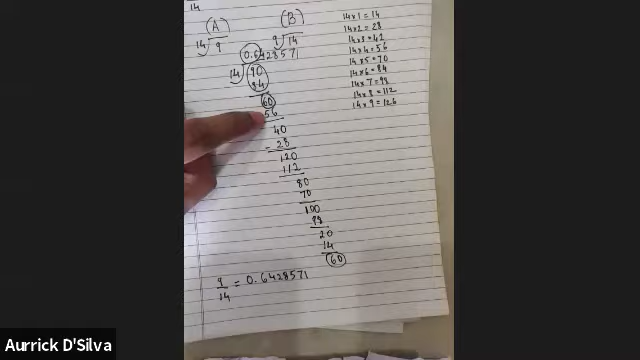 14
(A) (B)
14 9 9 14
0.6428571
14 90
84
60
56
40
- 28
120
112
80
70
100
98
20
14
60
9/14 = 0.6428571
14 x 1 = 14
14 x 2 = 28
14 x 3 = 42
14 x 4 = 56
14 x 5 = 70
14 x 6 = 84
14 x 7 = 98
14 x 8 = 112
14 x 9 = 126
Aurrick D'Silva